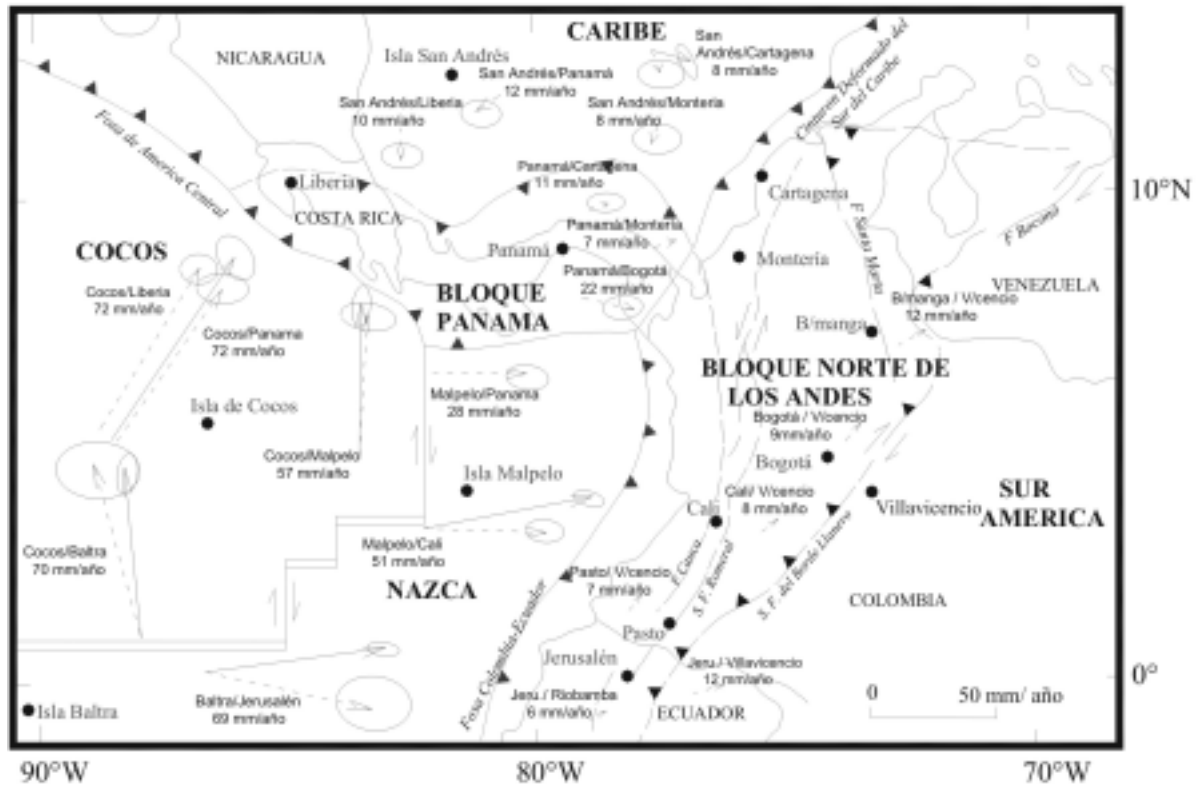 CARIBE
NICARAGUA
Isla San Andrés
San
Andrés/Cartagena
8 mm/año
San Andrés/Panamá
12 mm/año
San Andrés/Liberia
10 mm/año
San Andrés/Montería
8 mm/año
Cinturon Deformado del
Sur del Caribe
Fosa de America Central
Panamá/Cartagena
11 mm/año
Liberia
Cartagena
10°N
COSTA RICA
F. Santa Marta
F. Boconó
COCOS
Panamá
Panamá/Montería
7 mm/año
Montería
Panamá/Bogotá
22 mm/año
VENEZUELA
Cocos/Liberia
72 mm/año
BLOQUE
PANAMA
B/manga / V/cencio
12 mm/año
Cocos/Panama
72 mm/año
B/manga
BLOQUE NORTE DE
LOS ANDES
Malpelo/Panamá
28 mm/año
Isla de Cocos
Bogotá / V/cencio
9mm/año
Cocos/Malpelo
57 mm/año
Isla Malpelo
Bogotá
Cali/ V/cencio
8 mm/año
Cali
Villavicencio
SUR
AMERICA
Cocos/Baltra
70 mm/año
Malpelo/Cali
51 mm/año
NAZCA
Pasto/ V/cencio
7 mm/año
F. Cauca
S. F. Romeral
S. F. del Borde Llanero
COLOMBIA
Pasto
Fosa Colombia-Ecuador
Jerusalén
Jeru./ Villavicencio
12 mm/año
0°
Baltra/Jerusalén
69 mm/año
Jeru./ Riobamba
6 mm/año
ECUADOR
Isla Baltra
0 50 mm/ año
90°W 80°W 70°W